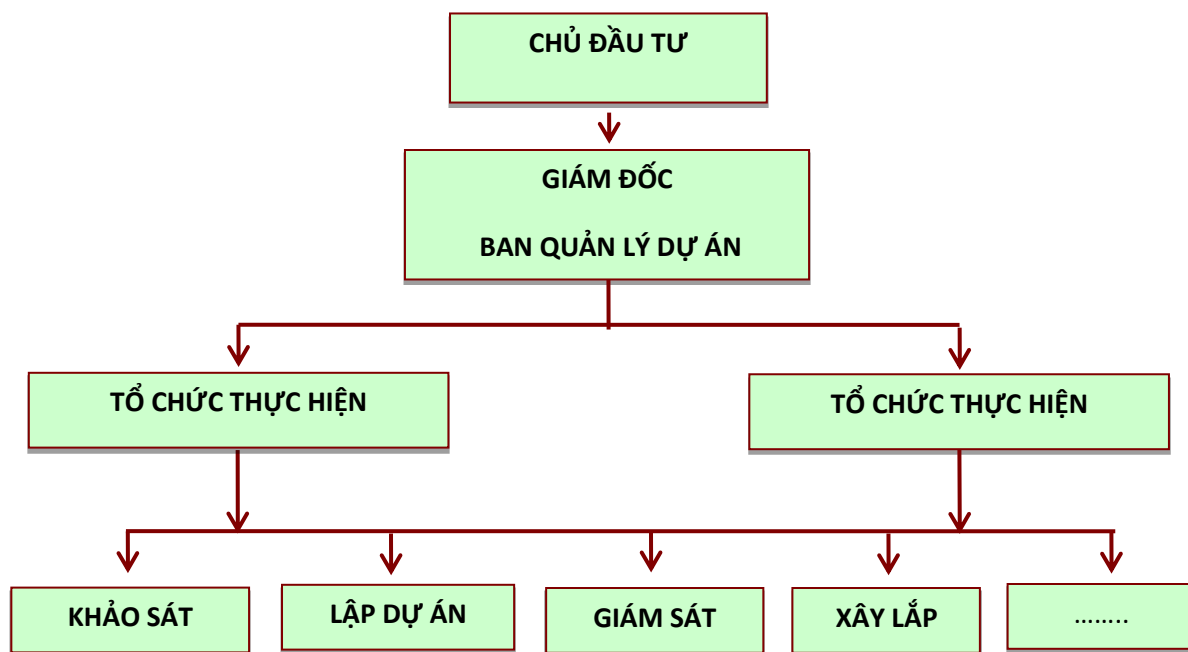 CHỦ ĐẦU TƯ
GIÁM ĐỐC
BAN QUẢN LÝ DỰ ÁN
TỔ CHỨC THỰC HIỆN
TỔ CHỨC THỰC HIỆN
KHẢO SÁT
LẬP DỰ ÁN
GIÁM SÁT
XÂY LẮP
........